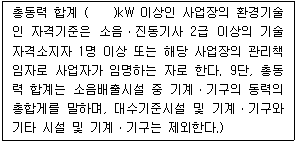 총동력 합계 (    )kW 이상인 사업장의 환경기술
인 자격기준은 소음·진동기사 2급 이상의 기술
자격소지자 1명 이상 또는 해당 사업장의 관리책
임자로 사업자가 임명하는 자로 한다. 9단, 총동
력 합계는 소음배출시설 중 기계·기구의 동력의
총합게를 말하며, 대수기준시설 및 기계·기구와
기타 시설 및 기계·기구는 제외한다.)